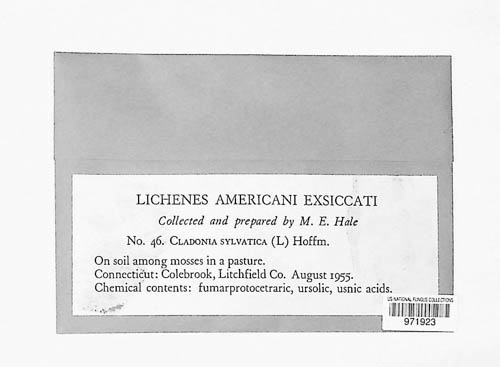 LICHENES AMERICANI EXSICCATI
Collected and prepared by M. E. Hale
No. 46. CLADONIA SYLVATICA (L) Hoffm.
On soil among mosses in a pasture.
Connecticut: Colebrook, Litchfield Co. August 1955.
Chemical contents: fumarprotocetraric, ursolic, usnic acids.
US-NATIONAL FUNGUS COLLECTIONS
971923